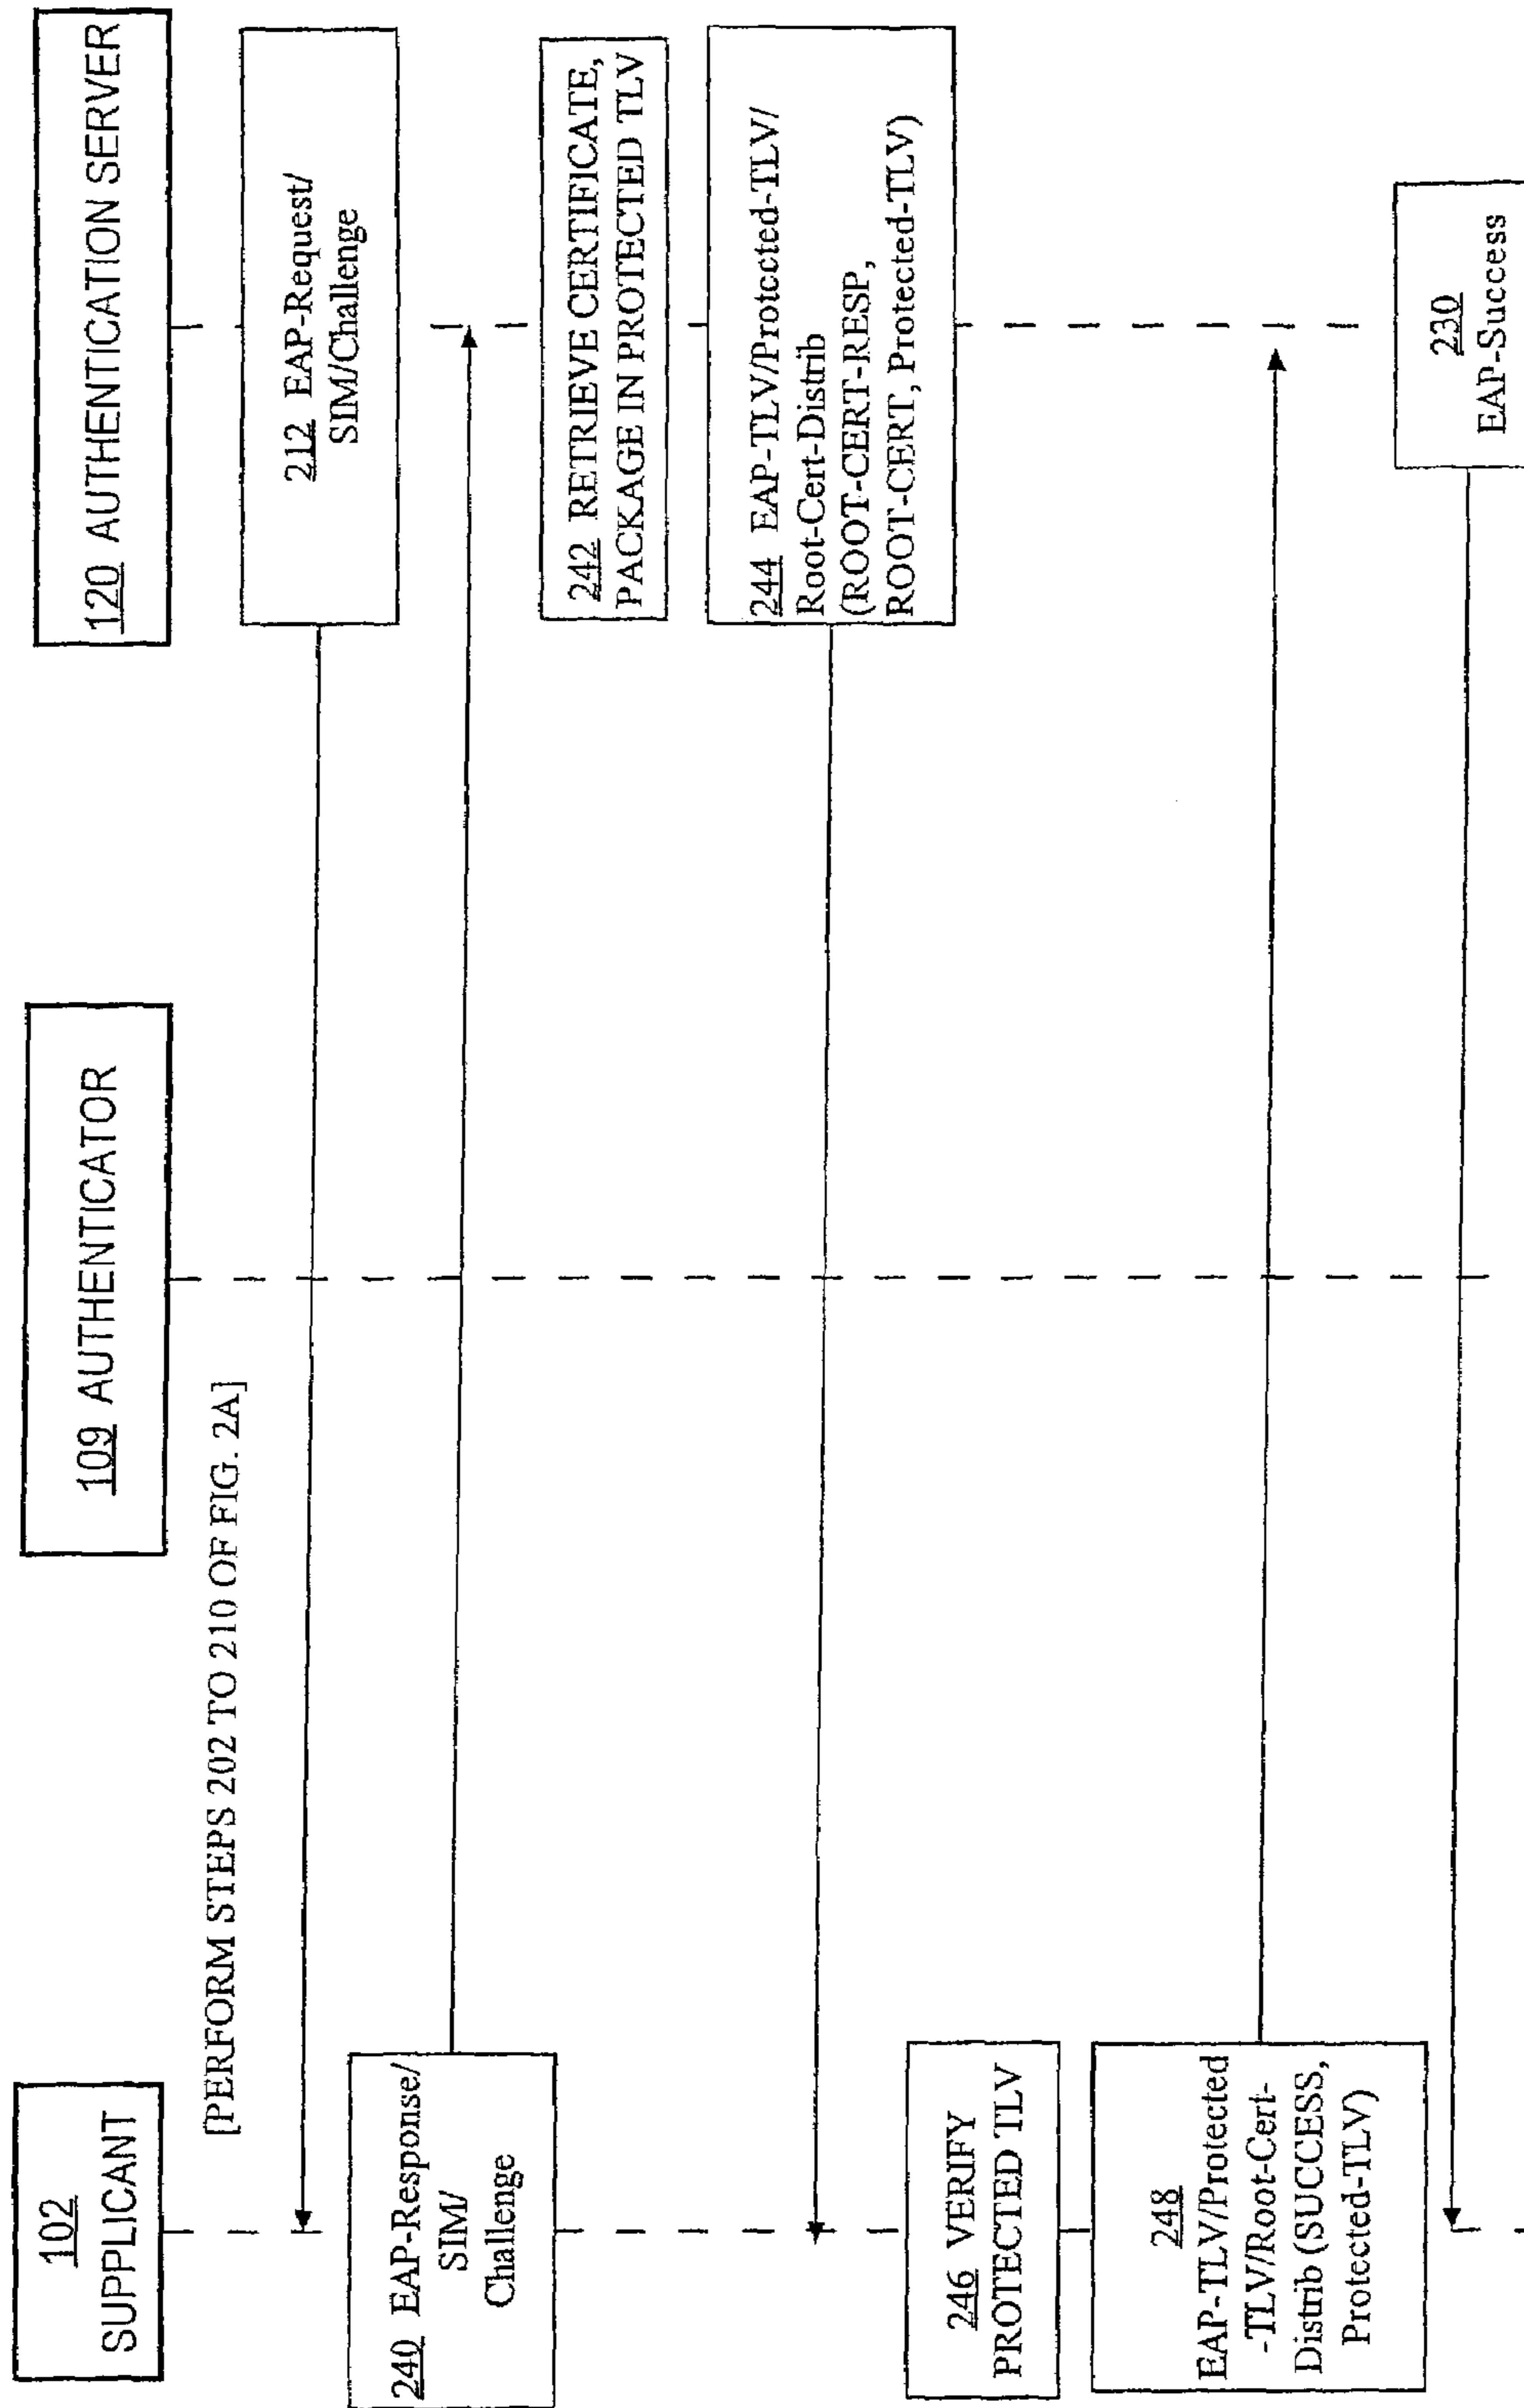 102
SUPPLICANT
109 AUTHENTICATOR
120 AUTHENTICATION SERVER
[PERFORM STEPS 202 TO 210 OF FIG. 2A]
212 EAP-Request/
SIM/Challenge
240 EAP-Response/
SIM/
Challenge
242 RETRIEVE CERTIFICATE,
PACKAGE IN PROTECTED TLV
244 EAP-TLV/Protected-TLV/
Root-Cert-Distrib
(ROOT-CERT-RESP,
ROOT-CERT, Protected-TLV)
246 VERIFY
PROTECTED TLV
248
EAP-TLV/Protected
-TLV/Root-Cert-
Distrib (SUCCESS,
Protected-TLV)
230
EAP-Success